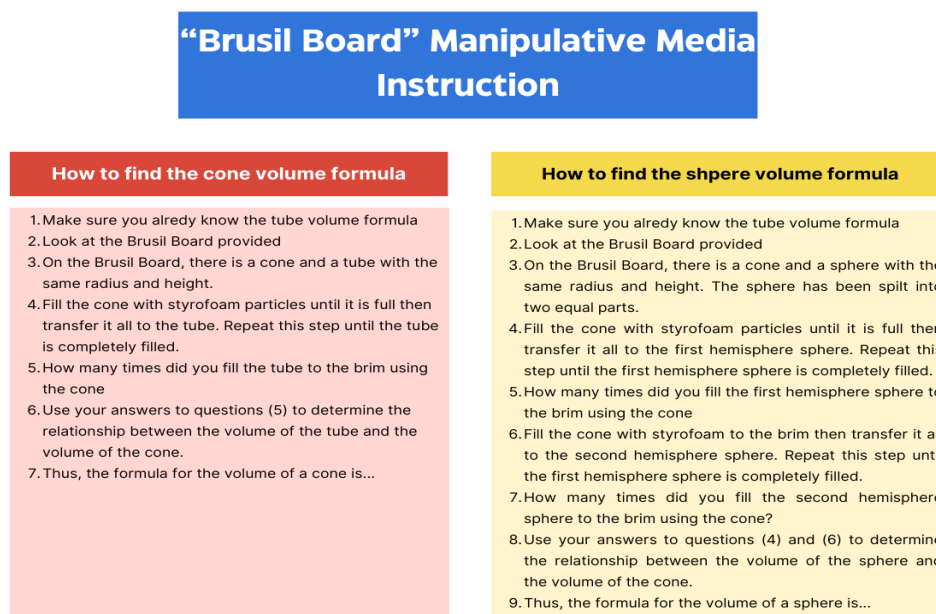 “Brusil Board” Manipulative Media
Instruction
How to find the cone volume formula
1. Make sure you alredy know the tube volume formula
2. Look at the Brusil Board provided
3. On the Brusil Board, there is a cone and a tube with the
same radius and height.
4. Fill the cone with styrofoam particles until it is full then
transfer it all to the tube. Repeat this step until the tube
is completely filled.
5. How many times did you fill the tube to the brim using
the cone
6. Use your answers to questions (5) to determine the
relationship between the volume of the tube and the
volume of the cone.
7. Thus, the formula for the volume of a cone is...
How to find the shpere volume formula
1. Make sure you alredy know the tube volume formula
2. Look at the Brusil Board provided
3. On the Brusil Board, there is a cone and a sphere with the
same radius and height. The sphere has been spilt into
two equal parts.
4. Fill the cone with styrofoam particles until it is full then
transfer it all to the first hemisphere sphere. Repeat this
step until the first hemisphere sphere is completely filled.
5. How many times did you fill the first hemisphere sphere to
the brim using the cone
6. Fill the cone with styrofoam to the brim then transfer it al
to the second hemisphere sphere. Repeat this step unt
the first hemisphere sphere is completely filled.
7. How many times did you fill the second hemisphere
sphere to the brim using the cone?
8. Use your answers to questions (4) and (6) to determine
the relationship between the volume of the sphere and
the volume of the cone.
9. Thus, the formula for the volume of a sphere is...